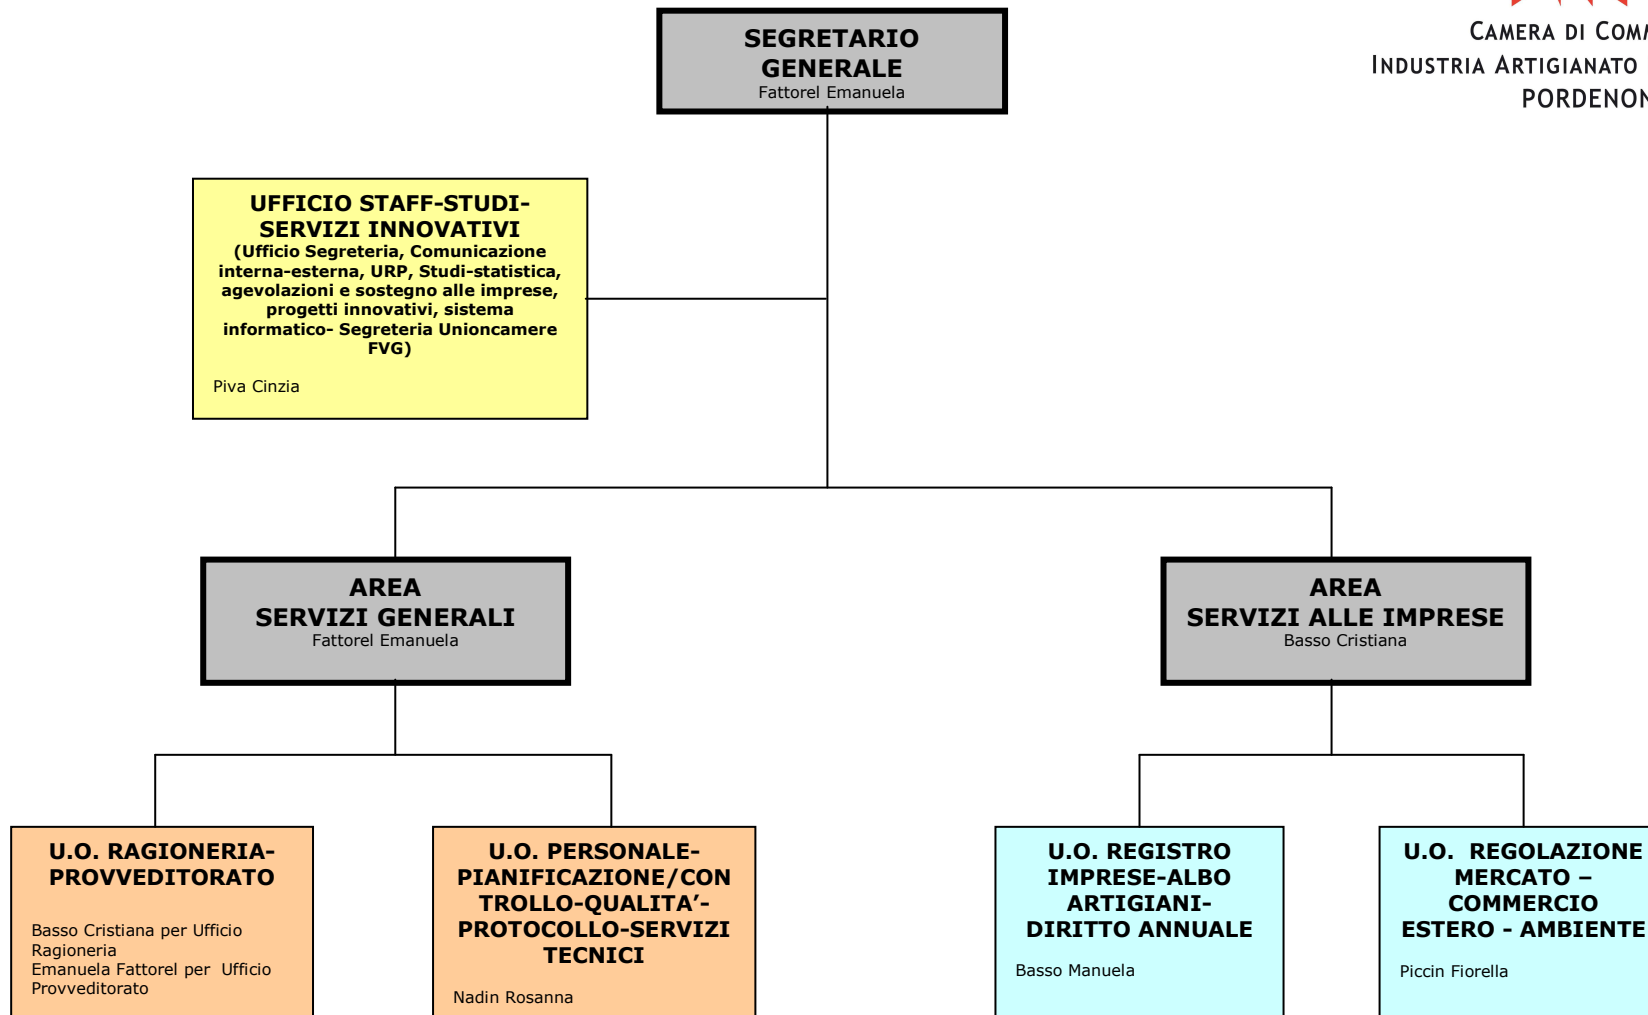 SEGRETARIO
GENERALE
Fattorel Emanuela
CAMERA DI
INDUSTRIA ARTIGIANATO
UFFICIO STAFF-STUDI-
SERVIZI INNOVATIVI
(Ufficio Segreteria, Comunicazione
interna-esterna, URP, Studi-statistica,
agevolazioni e sostegno alle imprese,
progetti innovativi, sistema
informatico- Segreteria Unioncamere
FVG)
Piva Cinzia
AREA
SERVIZI GENERALI
Fattorel Emanuela
AREA
SERVIZI ALLE IMPRESE
Basso Cristiana
U.O. RAGIONERIA-
PROVVEDITORATO
Basso Cristiana per Ufficio
Ragioneria
Emanuela Fattorel per  Ufficio
Provveditorato
U.O. PERSONALE-
PIANIFICAZIONE/CON
TROLLO-QUALITA’-
PROTOCOLLO-SERVIZI
TECNICI
Nadin Rosanna
U.O. REGISTRO
IMPRESE-ALBO
ARTIGIANI-
DIRITTO ANNUALE
Basso Manuela
U.O.  REGOLAZIONE
MERCATO –
COMMERCIO
ESTERO - AMBIENTE
Piccin Fiorella